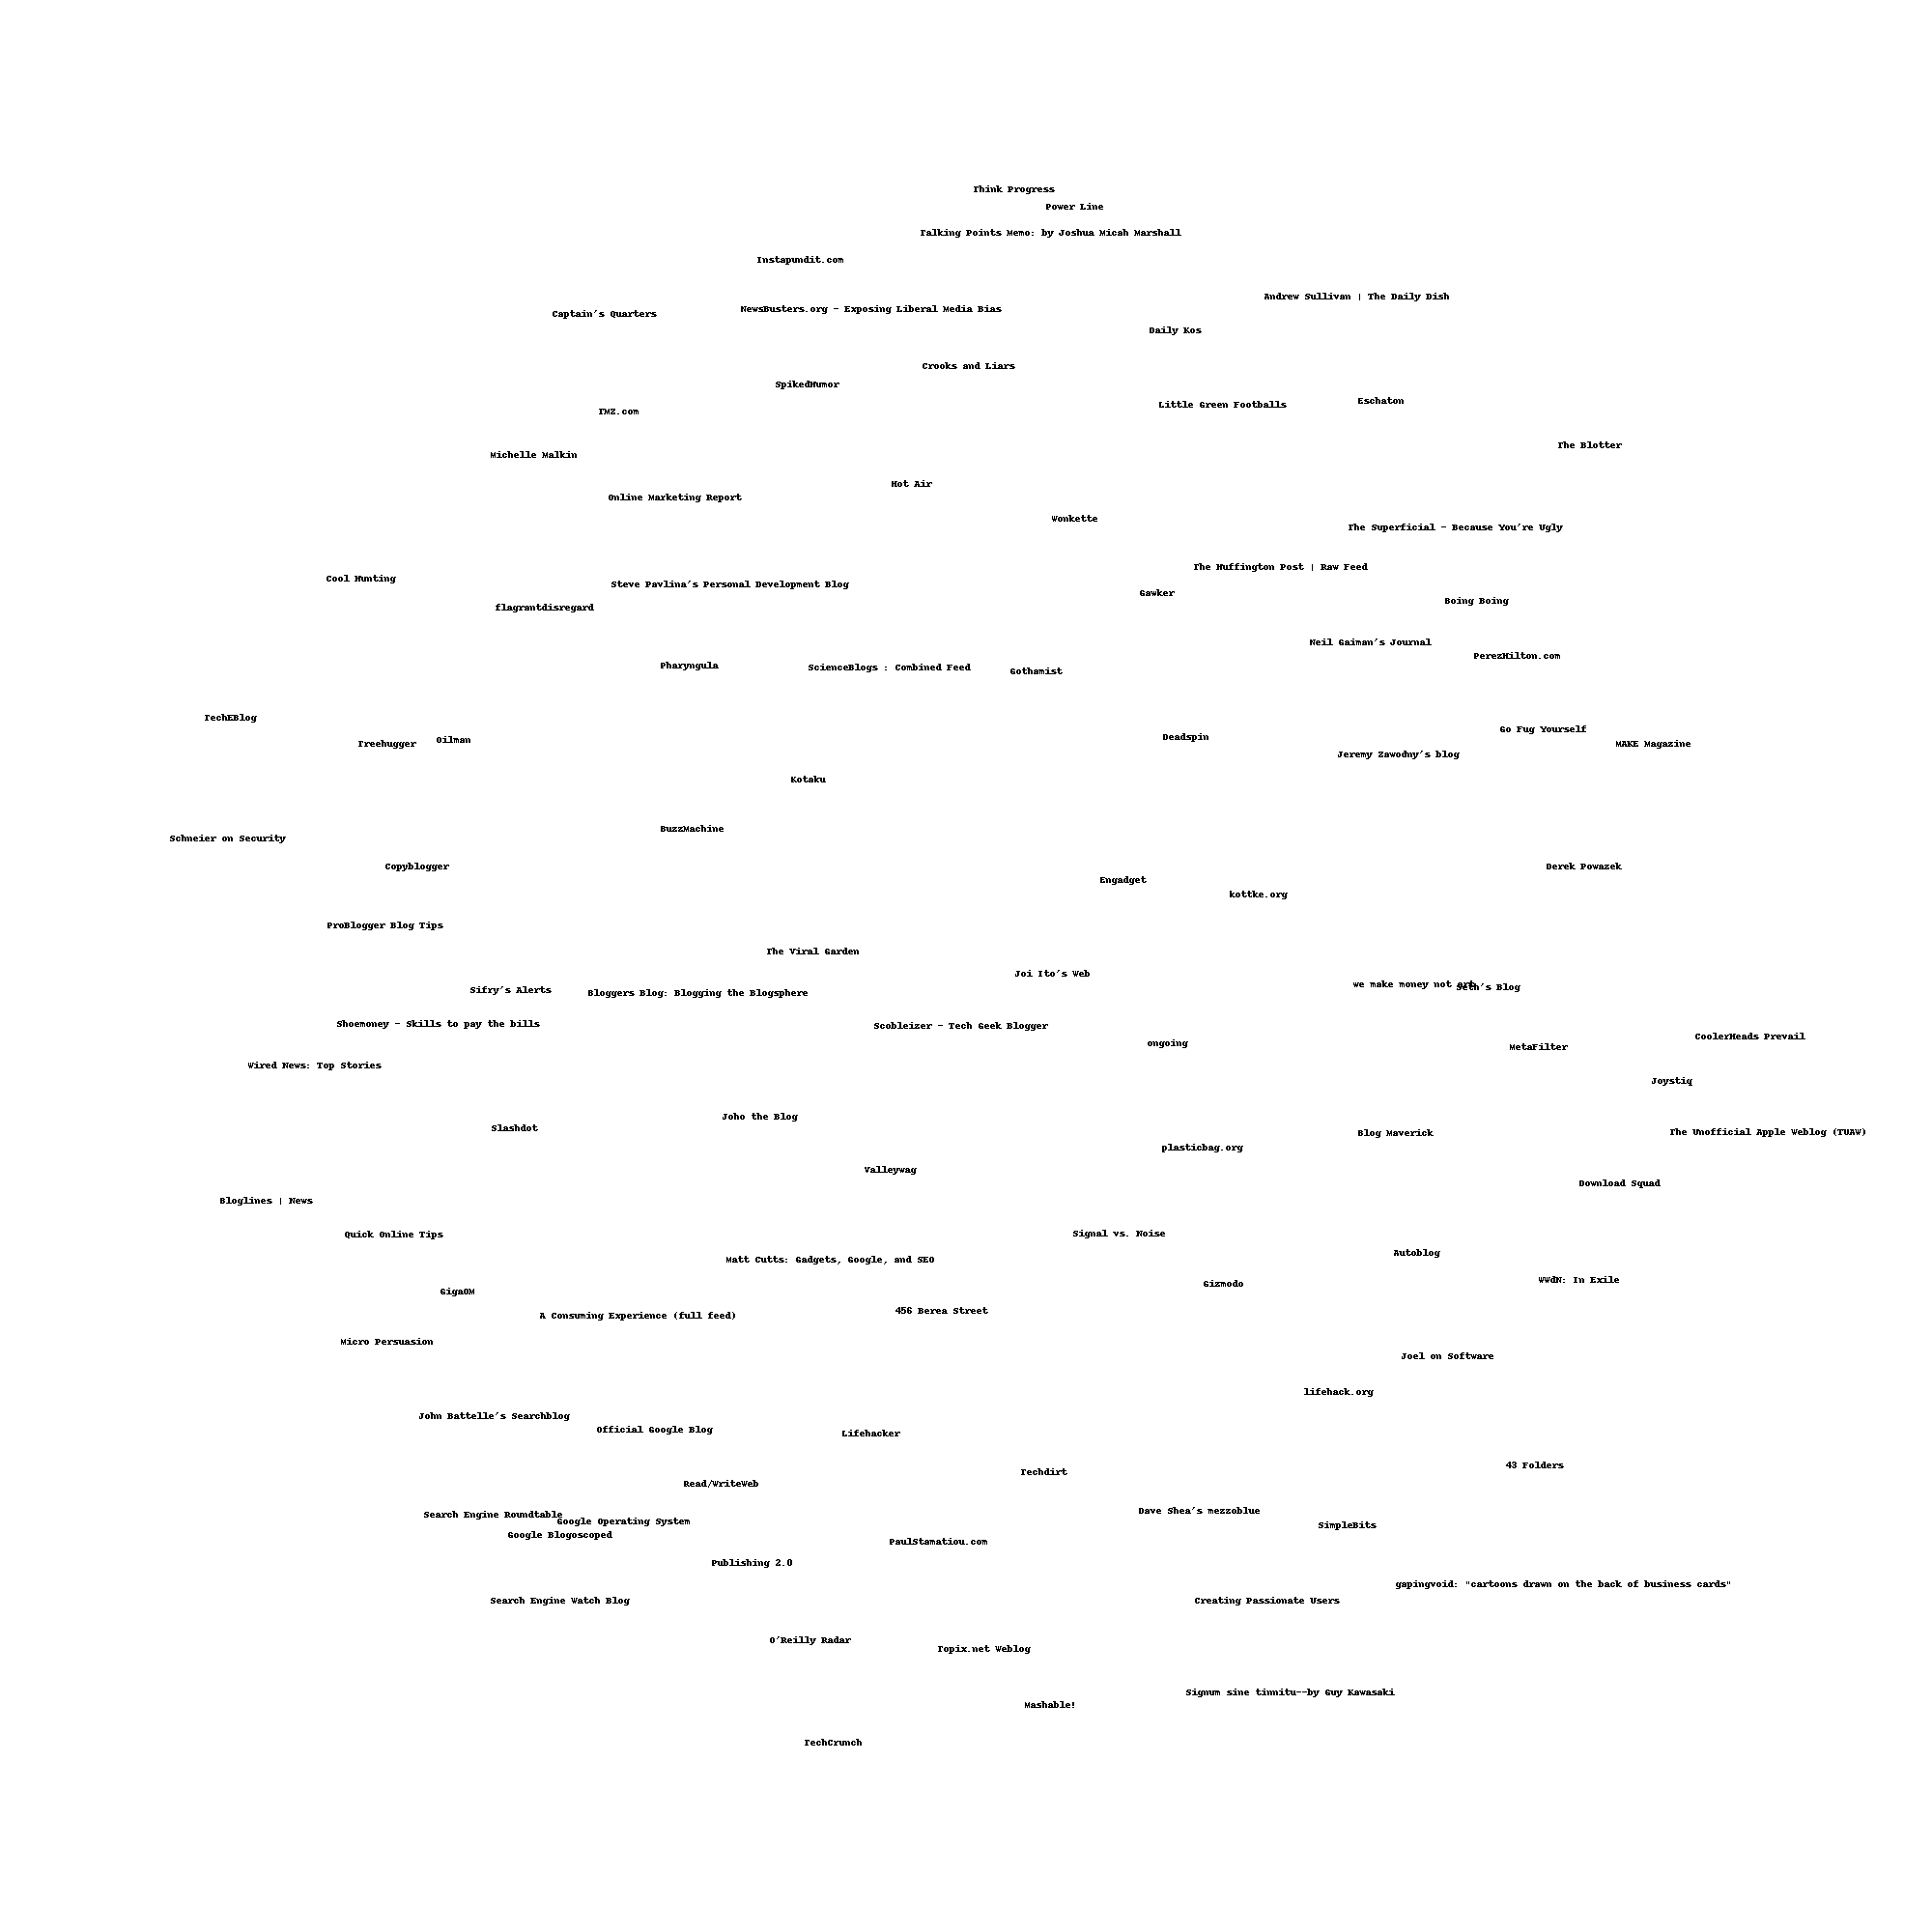 Think Progress
Power Line
Talking Points Memo: by Joshua Micah Marshall
Instapundit.com
Andrew Sullivan | The Daily Dish
NewsBusters.org - Exposing Liberal Media Bias
Captain's Quarters
Daily Kos
Crooks and Liars
SpikedHumor
Eschaton
Little Green Footballs
TMZ.com
The Blotter
Michelle Malkin
Hot Air
Online Marketing Report
Wonkette
The Superficial - Because You're Ugly
The Huffington Post | Raw Feed
Cool Hunting
Steve Pavlina's Personal Development Blog
Gawker
Boing Boing
flagrantdisregard
Neil Gaiman's Journal
PerezHilton.com
Pharyngula
ScienceBlogs : Combined Feed
Gothamist
TechEBlog
Go Fug Yourself
Deadspin
Oilman
Treehugger
MAKE Magazine
Jeremy Zawodny's blog
Kotaku
BuzzMachine
Schneier on Security
Copyblogger
Derek Powazek
Engadget
kottke.org
ProBlogger Blog Tips
The Viral Garden
Joi Ito's Web
we make money not art
Seth's Blog
Sifry's Alerts
Bloggers Blog: Blogging the Blogsphere
Shoemoney - Skills to pay the bills
Scobleizer - Tech Geek Blogger
CoolerHeads Prevail
ongoing
MetaFilter
Wired News: Top Stories
Joystiq
Joho the Blog
Slashdot
The Unofficial Apple Weblog (TUAW)
Blog Maverick
plasticbag.org
Valleywag
Download Squad
Bloglines | News
Signal vs. Noise
Quick Online Tips
Autoblog
Matt Cutts: Gadgets, Google, and SEO
WWdN: In Exile
Gizmodo
GigaOM
456 Berea Street
A Consuming Experience (full feed)
Micro Persuasion
Joel on Software
lifehack.org
John Battelle's Searchblog
Official Google Blog
Lifehacker
43 Folders
Techdirt
Read/WriteWeb
Dave Shea's mezzoblue
Search Engine Roundtable
Google Operating System
SimpleBits
Google Blogoscoped
PaulStamatiou.com
Publishing 2.0
gapingvoid: "cartoons drawn on the back of business cards"
Search Engine Watch Blog
Creating Passionate Users
O'Reilly Radar
Topix.net Weblog
Signum sine tinnitu--by Guy Kawasaki
Mashable!
TechCrunch